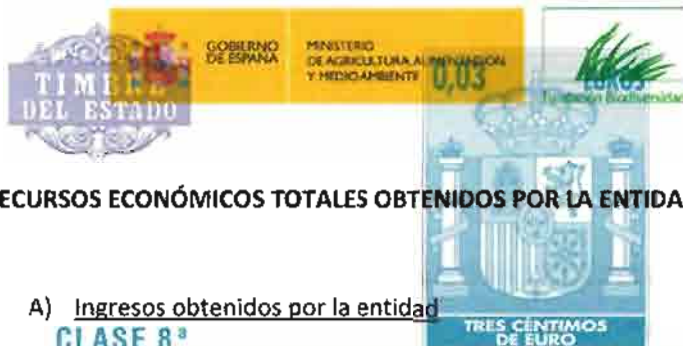 GOBIERNO
DE ESPAÑA
MINISTERIO
DE AGRICULTURA, ALIMENTACIÓN
Y MEDIO AMBIENTE
TIMBRE
DEL ESTADO
0,03
EUROS
Fundación Biodiversidad
ECURSOS ECONÓMICOS TOTALES OBTENIDOS POR LA ENTIDA
A) Ingresos obtenidos por la entidad
CLASE 8ª
TRES CÉNTIMOS
DE EURO